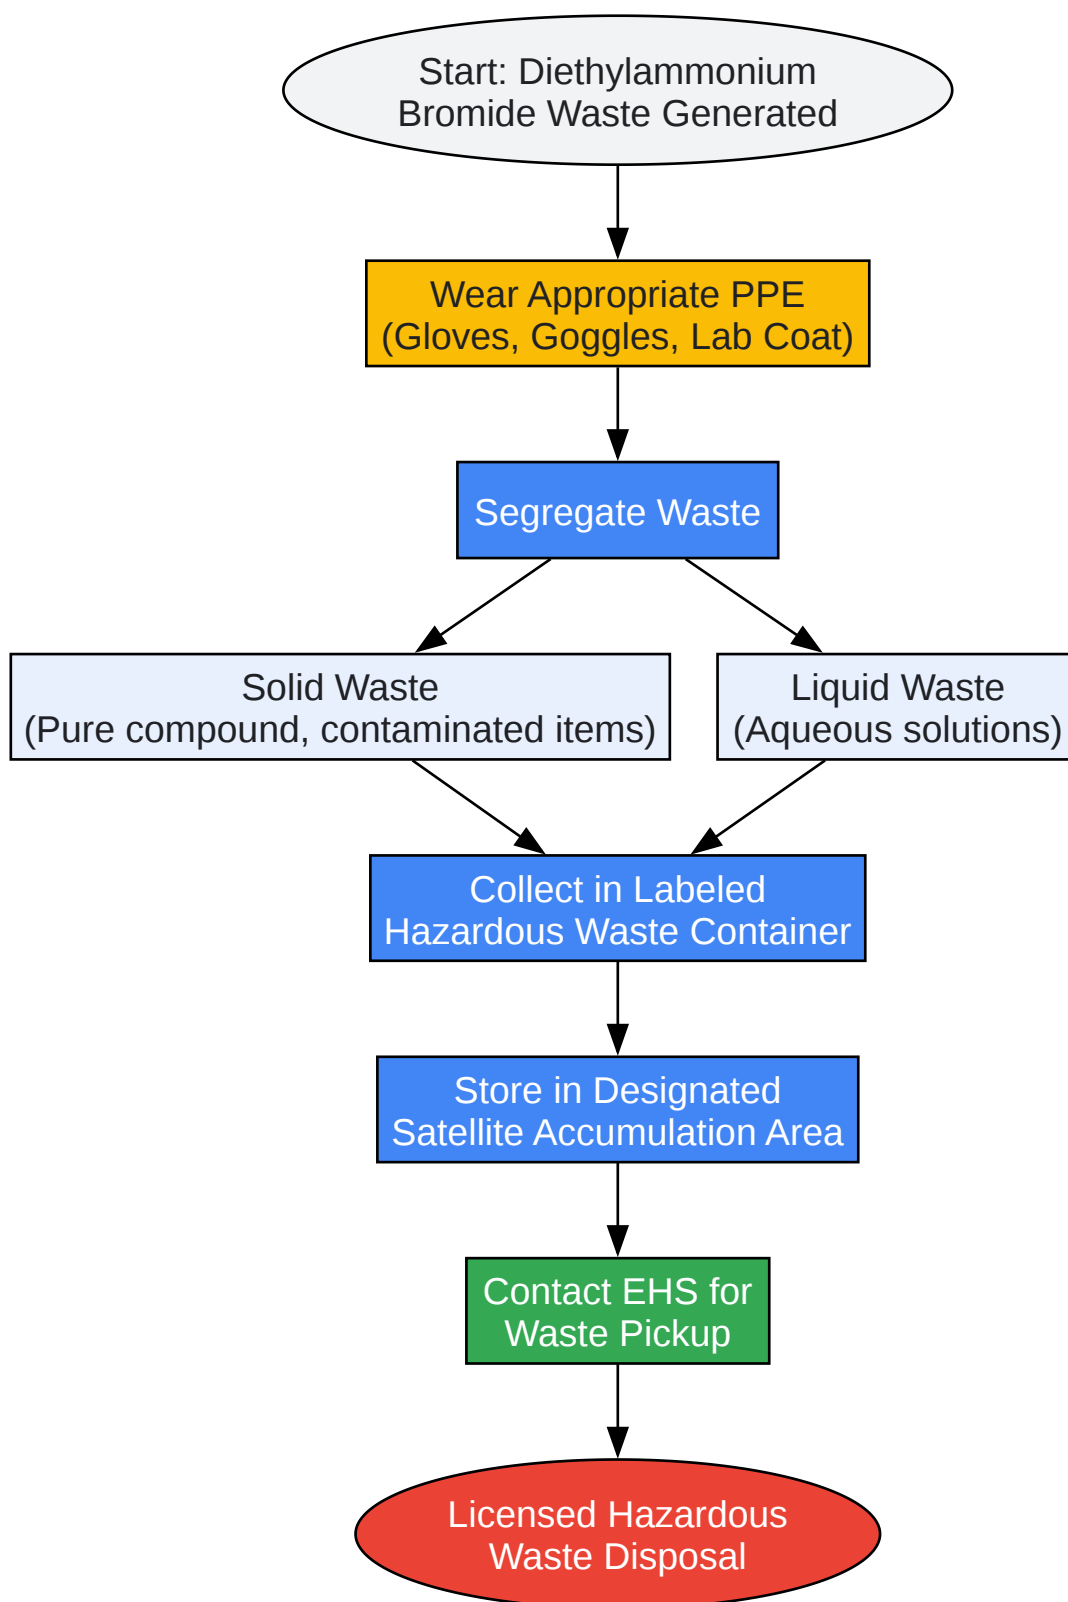 Start: Diethylammonium
Bromide Waste Generated
Wear Appropriate PPE
(Gloves, Goggles, Lab Coat)
Segregate Waste
Solid Waste
(Pure compound, contaminated items)
Liquid Waste
(Aqueous solutions)
Collect in Labeled
Hazardous Waste Container
Store in Designated
Satellite Accumulation Area
Contact EHS for
Waste Pickup
Licensed Hazardous
Waste Disposal